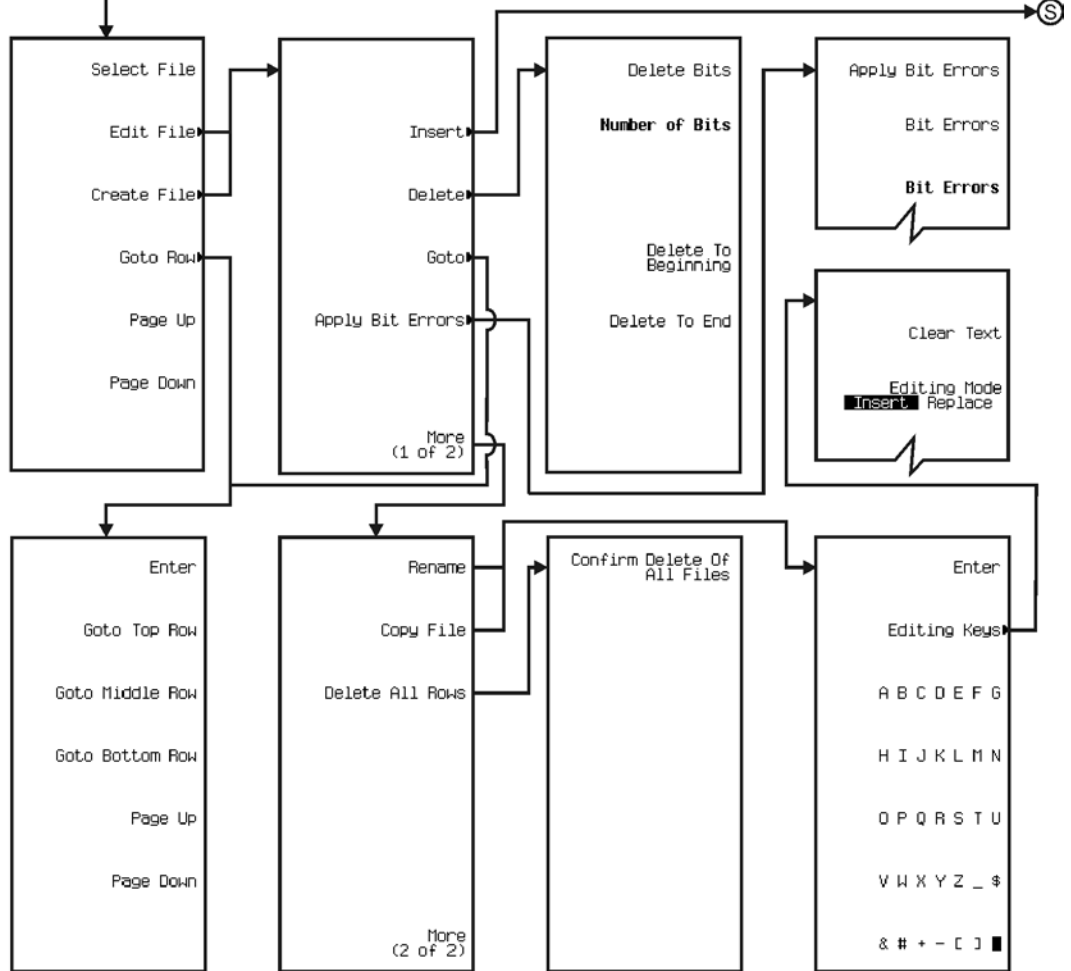 S
Select File
Edit File
Create File
Goto Row
Page Up
Page Down
Insert
Delete
Goto
Apply Bit Errors
More
(1 of 2)
Delete Bits
Number of Bits
Delete To
Beginning
Delete To End
Apply Bit Errors
Bit Errors
Bit Errors
Clear Text
Editing Mode
Insert Replace
Enter
Goto Top Row
Goto Middle Row
Goto Bottom Row
Page Up
Page Down
Rename
Copy File
Delete All Rows
More
(2 of 2)
Confirm Delete Of
All Files
Enter
Editing Keys
A B C D E F G
H I J K L M N
O P Q R S T U
V W X Y Z _ $
& # + - [ ] █